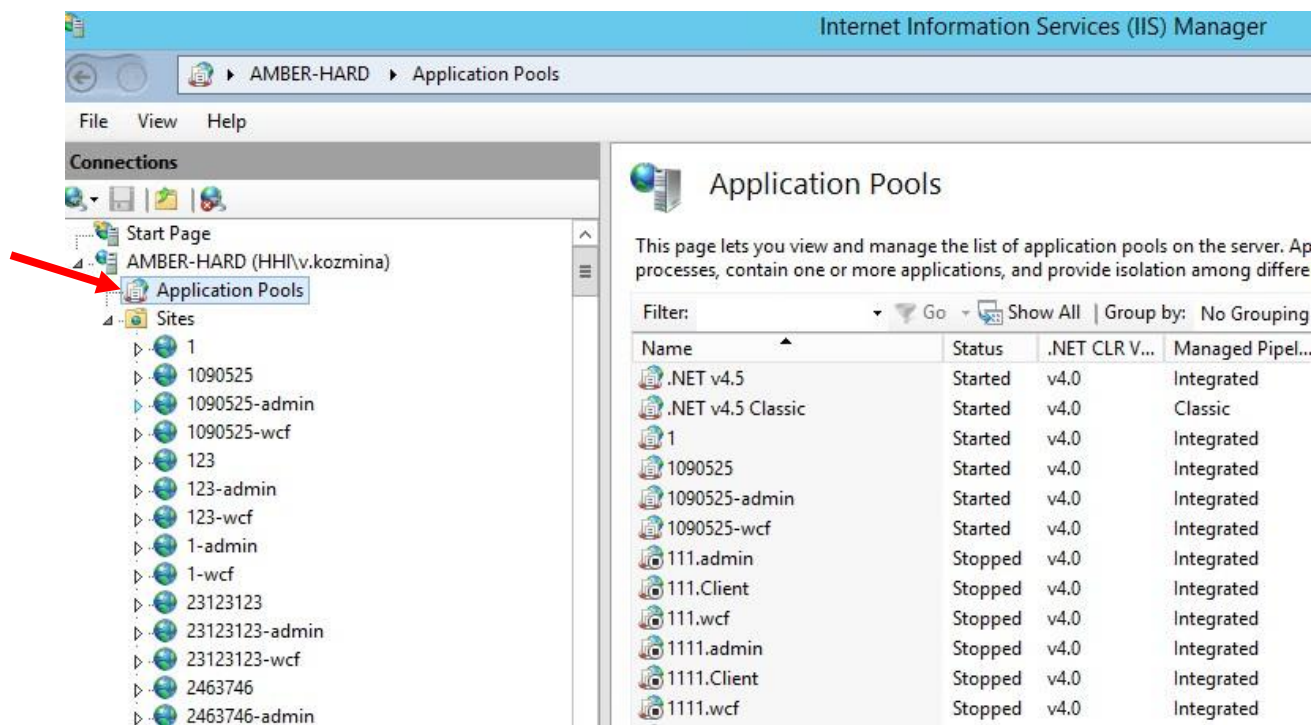 Internet Information Services (IIS) Manager
AMBER-HARD Application Pools
File View Help
Connections
Start Page
AMBER-HARD (HHI\v.kozmina)
Application Pools
Sites
1
1090525
1090525-admin
1090525-wcf
123
123-admin
123-wcf
1-admin
1-wcf
23123123
23123123-admin
23123123-wcf
2463746
2463746-admin
Application Pools
This page lets you view and manage the list of application pools on the server. Ap
processes, contain one or more applications, and provide isolation among differe
Filter: Go Show All Group by: No Grouping
Name Status .NET CLR V... Managed Pipel...
.NET v4.5 Started v4.0 Integrated
.NET v4.5 Classic Started v4.0 Classic
1 Started v4.0 Integrated
1090525 Started v4.0 Integrated
1090525-admin Started v4.0 Integrated
1090525-wcf Started v4.0 Integrated
111.admin Stopped v4.0 Integrated
111.Client Stopped v4.0 Integrated
111.wcf Stopped v4.0 Integrated
1111.admin Stopped v4.0 Integrated
1111.Client Stopped v4.0 Integrated
1111.wcf Stopped v4.0 Integrated